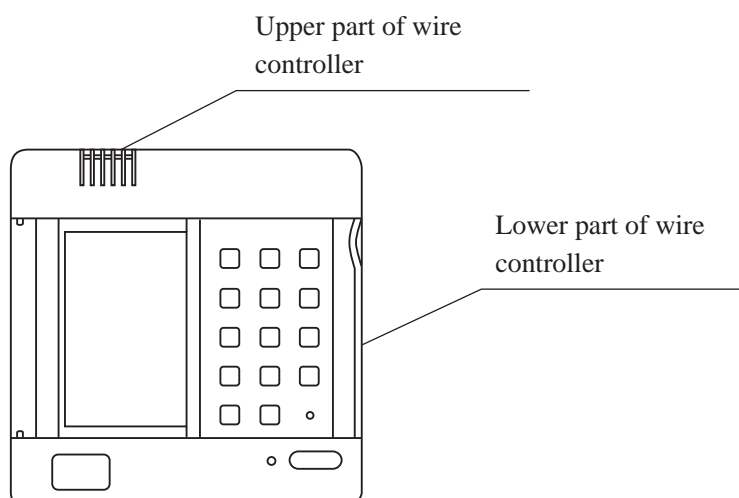 Upper part of wire
controller
Lower part of wire
controller